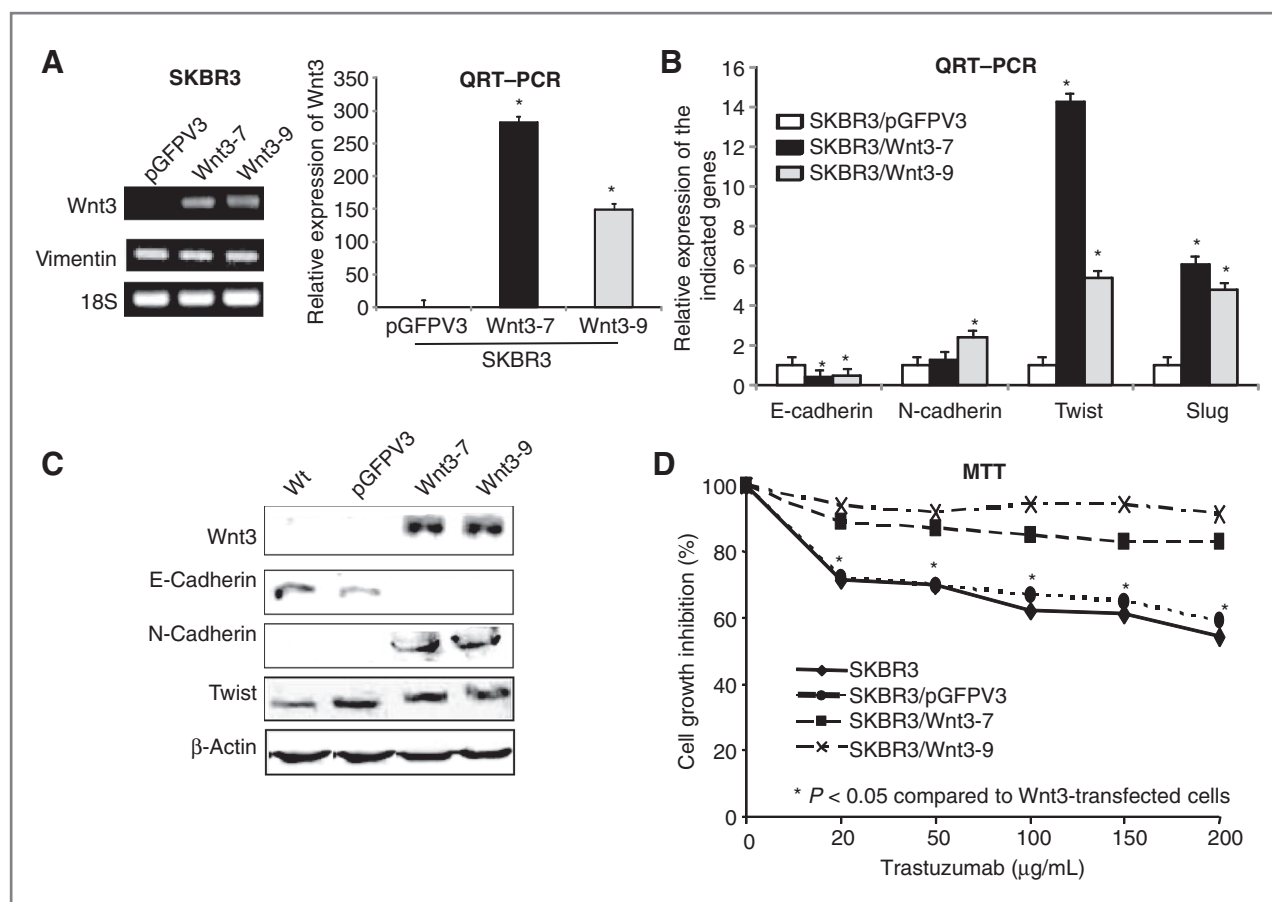 A
SKBR3
pGFPV3
Wnt3-7
Wnt3-9
Wnt3
Vimentin
18S
QRT–PCR
Relative expression of Wnt3
350
300
250
200
150
100
50
0
*
*
pGFPV3 Wnt3-7 Wnt3-9
SKBR3
B
QRT–PCR
Relative expression of the
indicated genes
16
14
12
10
8
6
4
2
0
SKBR3/pGFPV3
SKBR3/Wnt3-7
SKBR3/Wnt3-9
* *
*
*
*
*
*
E-cadherin N-cadherin Twist Slug
C
Wt
pGFPV3
Wnt3-7
Wnt3-9
Wnt3
E-Cadherin
N-Cadherin
Twist
β-Actin
D
MTT
Cell growth inhibition (%)
100
80
60
40
20
0
* * * * *
SKBR3
SKBR3/pGFPV3
SKBR3/Wnt3-7
SKBR3/Wnt3-9
* P < 0.05 compared to Wnt3-transfected cells
0 20 50 100 150 200
Trastuzumab (μg/mL)